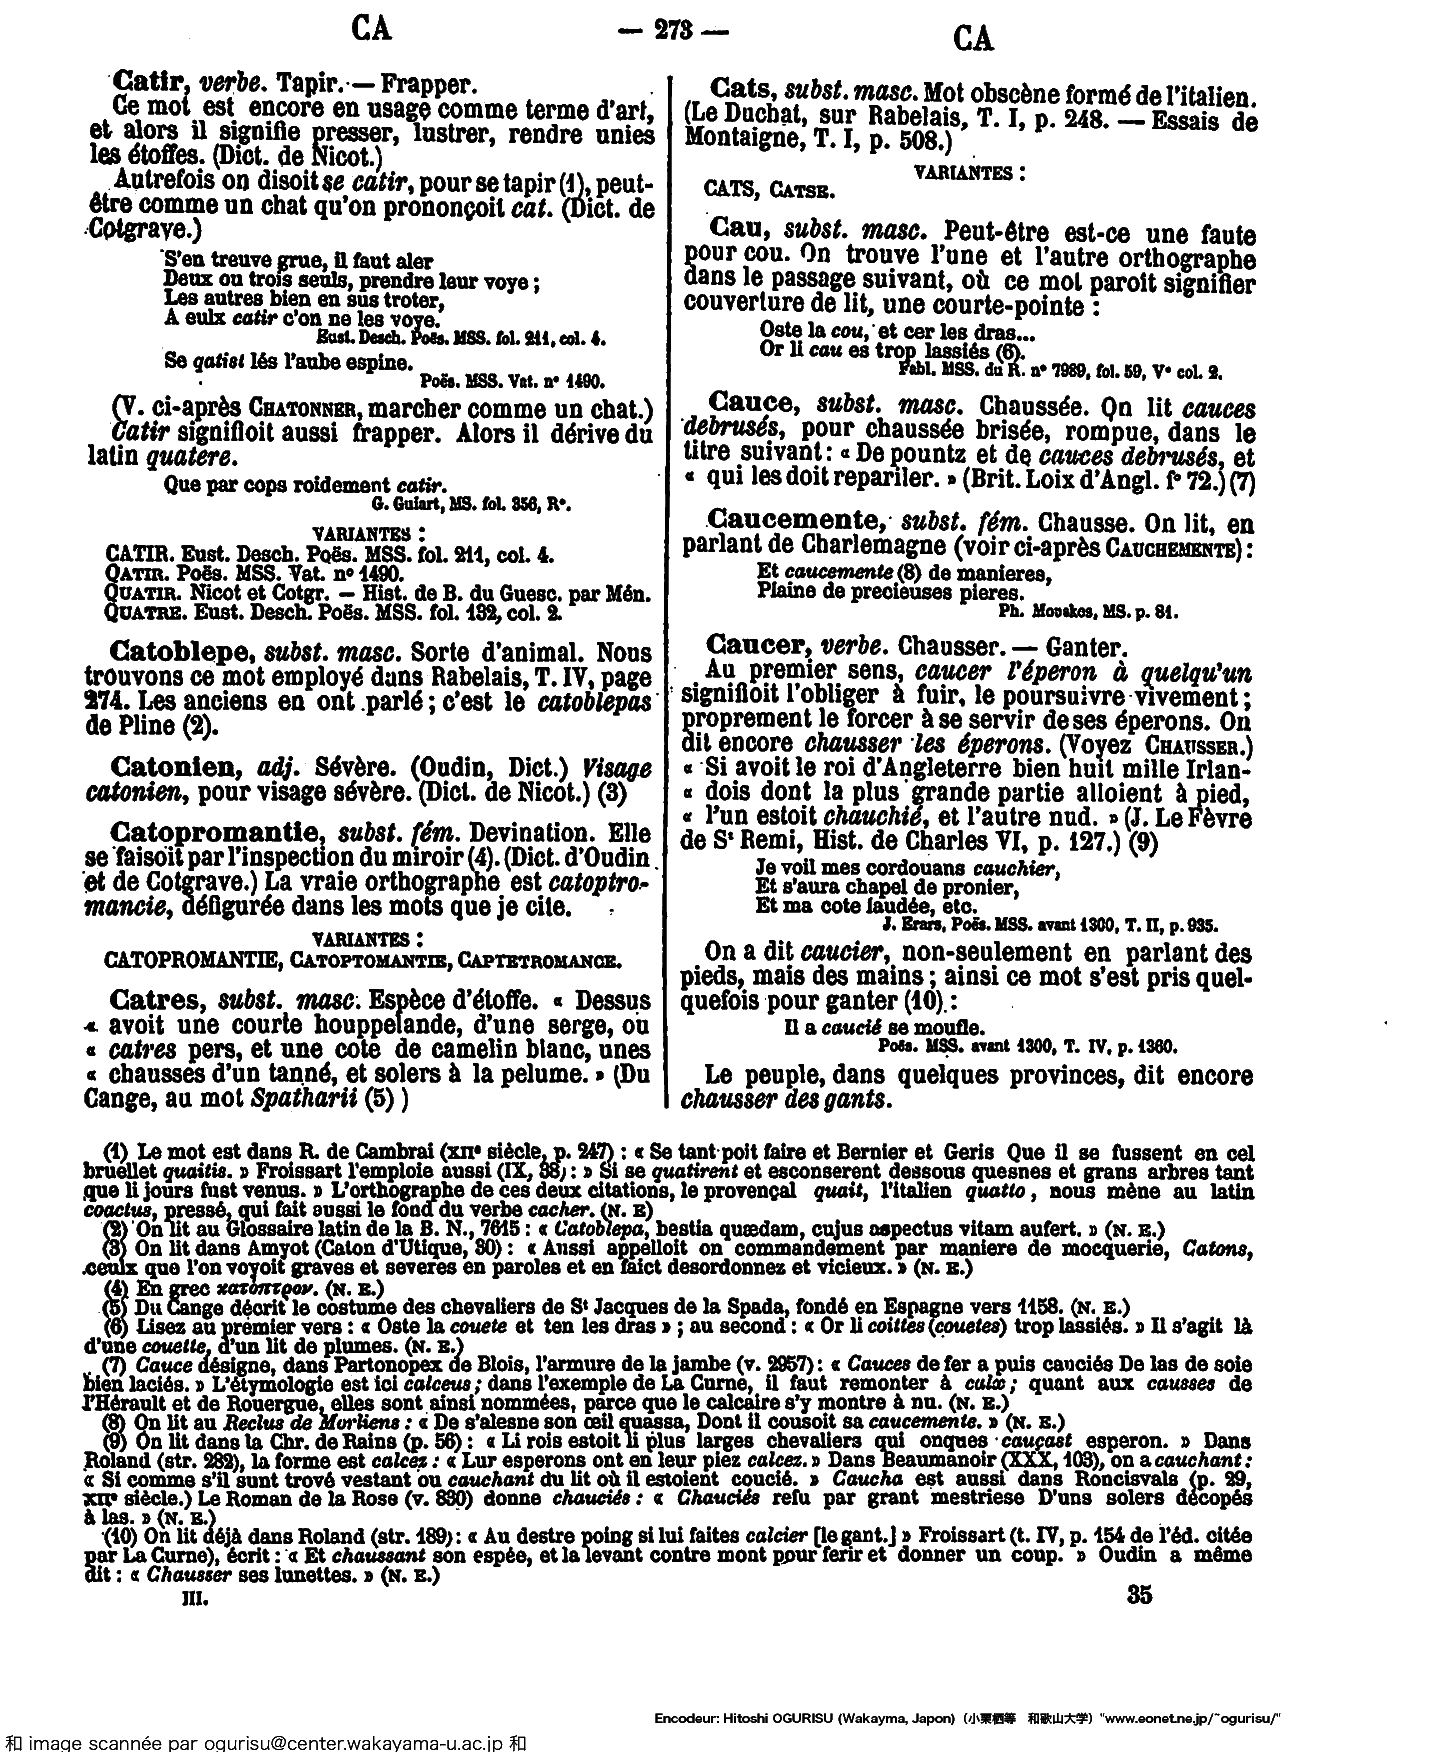 CA
— 273 —
CA
Catir, verbe. Tapir. — Frapper.
Ce mot est encore en usage comme terme d'art,
et alors il signifie presser, lustrer, rendre unies
les étoffes. (Dict. de Nicot.)
Autrefois on disoit se catir, pour se tapir (1), peut-
être comme un chat qu'on prononçoit cat. (Dict. de
Cotgrave.)
S'en treuve grue, il faut aler
Deux ou trois seuls, prendre leur voye ;
Les autres bien en sus troter,
A eulx catir c'on ne les voye.
Eust. Desch. Poës. MSS. fol. 211, col. 4.
Se qatist lés l'aube espine.
Poës. MSS. Vat. n° 1490.
(V. ci-après CHATONNER, marcher comme un chat.)
Catir signifioit aussi frapper. Alors il dérive du
latin quatere.
Que par cops roidement catir.
G. Guiart, MS. fol. 356, R°.
VARIANTES :
CATIR. Eust. Desch. Poës. MSS. fol. 211, col. 4.
QATIR. Poës. MSS. Vat. n° 1490.
QUATIR. Nicot et Cotgr. — Hist. de B. du Guesc. par Mén.
QUATRE. Eust. Desch. Poës. MSS. fol. 132, col. 2.
Catoblepe, subst. masc. Sorte d'animal. Nous
trouvons ce mot employé dans Rabelais, T. IV, page
274. Les anciens en ont parlé ; c'est le catoblepas
de Pline (2).
Catonien, adj. Sévère. (Oudin, Dict.) Visage
catonien, pour visage sévère. (Dict. de Nicot.) (3)
Catopromantie, subst. fém. Devination. Elle
se faisoit par l'inspection du miroir (4). (Dict. d'Oudin
et de Cotgrave.) La vraie orthographe est catoptro-
mancie, défigurée dans les mots que je cite.
VARIANTES :
CATOPROMANTIE, CATOPTOMANTIE, CAPTETROMANCE.
Catres, subst. masc. Espèce d'étoffe. « Dessus
« avoit une courte houppelande, d'une serge, ou
« catres pers, et une cote de camelin blanc, unes
« chausses d'un tanné, et solers à la pelume. » (Du
Cange, au mot Spatharii (5) )
Cats, subst. masc. Mot obscène formé de l'italien.
(Le Duchat, sur Rabelais, T. I, p. 248. — Essais de
Montaigne, T. I, p. 508.)
VARIANTES :
CATS, CATSE.
Cau, subst. masc. Peut-être est-ce une faute
pour cou. On trouve l'une et l'autre orthographe
dans le passage suivant, où ce mot paroit signifier
couverture de lit, une courte-pointe :
Oste la cou, et cer les dras...
Or li cau es trop lassiés (6).
Fabl. MSS. du R. n° 7989, fol. 59, V° col. 2.
Cauce, subst. masc. Chaussée. On lit cauces
debrusés, pour chaussée brisée, rompue, dans le
titre suivant : « De pountz et de cauces debrusés, et
« qui les doit repariler. » (Brit. Loix d'Angl. f° 72.) (7)
Caucemente, subst. fém. Chausse. On lit, en
parlant de Charlemagne (voir ci-après CAUCHEMENTE) :
Et caucemente (8) de manieres,
Plaine de precieuses pieres.
Ph. Mouskes, MS. p. 81.
Caucer, verbe. Chausser. — Ganter.
Au premier sens, caucer l'éperon à quelqu'un
signifioit l'obliger à fuir, le poursuivre vivement ;
proprement le forcer à se servir de ses éperons. On
dit encore chausser les éperons. (Voyez CHAUSSER.)
« Si avoit le roi d'Angleterre bien huit mille Irlan-
« dois dont la plus grande partie alloient à pied,
« l'un estoit chauchié, et l'autre nud. » (J. Le Fèvre
de St Remi, Hist. de Charles VI, p. 127.) (9)
Je voil mes cordouans cauchier,
Et s'aura chapel de pronier,
Et ma cote laudée, etc.
J. Erars, Poës. MSS. avant 1300, T. II, p. 935.
On a dit caucier, non-seulement en parlant des
pieds, mais des mains ; ainsi ce mot s'est pris quel-
quefois pour ganter (10) :
Il a caucié se moufle.
Poës. MSS. avant 1300, T. IV, p. 1360.
Le peuple, dans quelques provinces, dit encore
chausser des gants.
(1) Le mot est dans R. de Cambrai (XIIe siècle, p. 247) : « Se tant poit faire et Bernier et Geris Que il se fussent en cel
bruellet quaitis. » Froissart l'emploie aussi (IX, 38) : » Si se quatirent et esconserent dessous quesnes et grans arbres tant
que li jours fust venus. » L'orthographe de ces deux citations, le provençal quait, l'italien quatto, nous mène au latin
coactus, pressé, qui fait aussi le fond du verbe cacher. (N. E)
(2) On lit au Glossaire latin de la B. N., 7615 : « Catoblepa, bestia quædam, cujus aspectus vitam aufert. » (N. E.)
(3) On lit dans Amyot (Caton d'Utique, 30) : « Aussi appelloit on commandement par maniere de mocquerie, Catons,
ceulx que l'on voyoit graves et severes en paroles et en faict desordonnez et vicieux. » (N. E.)
(4) En grec κατοπτρον. (N. E.)
(5) Du Cange décrit le costume des chevaliers de St Jacques de la Spada, fondé en Espagne vers 1158. (N. E.)
(6) Lisez au premier vers : « Oste la couete et ten les dras » ; au second : « Or li coittes (couetes) trop lassiés. » Il s'agit là
d'une couette, d'un lit de plumes. (N. E.)
(7) Cauce désigne, dans Partonopex de Blois, l'armure de la jambe (v. 2957) : « Cauces de fer a puis cauciés De las de soie
bien laciés. » L'étymologie est ici calceus ; dans l'exemple de La Curne, il faut remonter à calx ; quant aux causses de
l'Hérault et de Rouergue, elles sont ainsi nommées, parce que le calcaire s'y montre à nu. (N. E.)
(8) On lit au Reclus de Morliens : « De s'alesne son œil quassa, Dont il cousoit sa caucemente. » (N. E.)
(9) On lit dans la Chr. de Rains (p. 56) : « Li rois estoit li plus larges chevaliers qui onques cauçast esperon. » Dans
Roland (str. 282), la forme est calcez : « Lur esperons ont en leur piez calcez. » Dans Beaumanoir (XXX, 103), on a cauchant :
« Si comme s'il sunt trové vestant ou cauchant du lit où il estoient coucié. » Caucha est aussi dans Roncisvals (p. 29,
XIIe siècle.) Le Roman de la Rose (v. 830) donne chauciés : « Chauciés refu par grant mestriese D'uns solers décopés
à las. » (N. E.)
(10) On lit déjà dans Roland (str. 189) : « Au destre poing si lui faites calcier [le gant.] » Froissart (t. IV, p. 154 de l'éd. citée
par La Curne), écrit : « Et chaussant son espée, et la levant contre mont pour ferir et donner un coup. » Oudin a même
dit : « Chausser ses lunettes. » (N. E.)
III.
35
Encodeur: Hitoshi OGURISU (Wakayma, Japon) (小栗栖等 和歌山大学) "www.eonet.ne.jp/~ogurisu/"
和 image scannée par ogurisu@center.wakayama-u.ac.jp 和